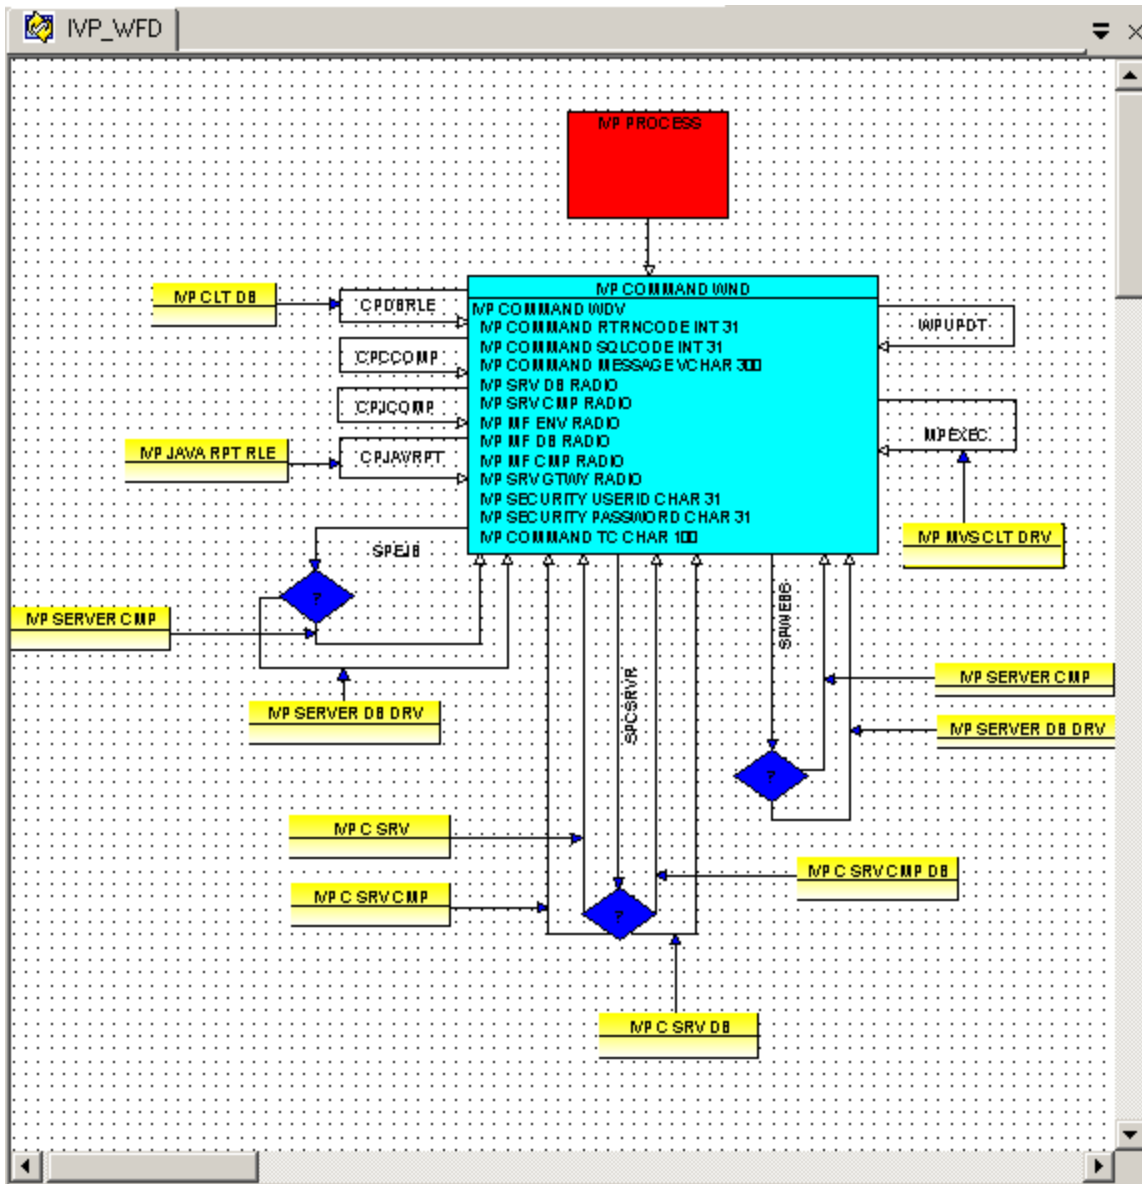 IVP_WFD
IVP PROCESS
IVP CLT DB
CPDBRLE
CPCCOMP
CPJCOMP
IVP JAVA RPT RLE
CPJAVRPT
IVP COMMAND WND
IVP COMMAND WDV
IVP COMMAND RTRNCODE INT 31
IVP COMMAND SQLCODE INT 31
IVP COMMAND MESSAGE VCHAR 300
IVP SRV DB RADIO
IVP SRV CMP RADIO
IVP MF ENV RADIO
IVP MF DB RADIO
IVP MF CMP RADIO
IVP SRV GTWY RADIO
IVP SECURITY USERID CHAR 31
IVP SECURITY PASSWORD CHAR 31
IVP COMMAND TC CHAR 100
WPUPDT
MPEXEC
IVP MVS CLT DRV
SPEJB
?
IVP SERVER CMP
IVP SERVER DB DRV
SPCSRVR
SPWEBS
IVP SERVER CMP
IVP SERVER DB DRV
?
IVP C SRV
IVP C SRV CMP
?
IVP C SRV CMP DB
IVP C SRV DB